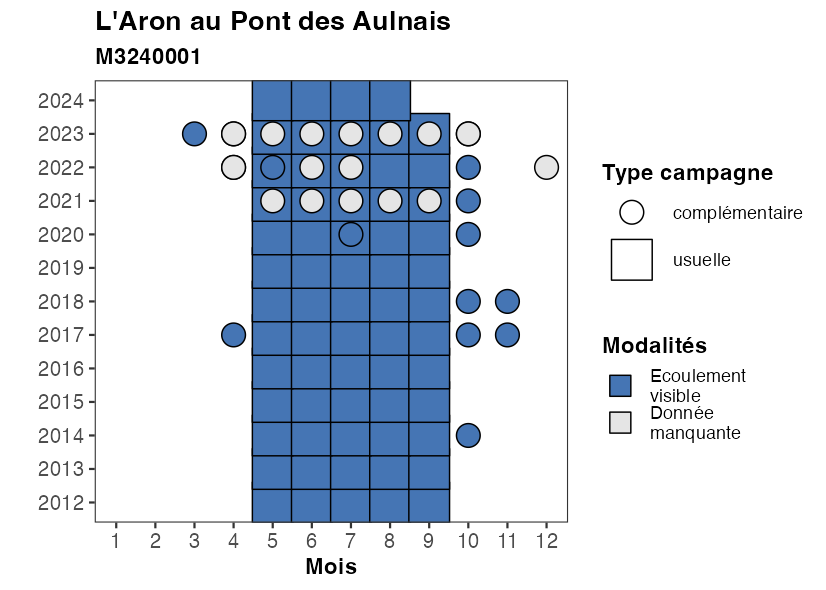 L'Aron au Pont des Aulnais
M3240001
2024
2023
2022
2021
2020
2019
2018
2017
2016
2015
2014
2013
2012
1 2 3 4 5 6 7 8 9 10 11 12
Mois
Type campagne
complémentaire
usuelle
Modalités
Ecoulement
visible
Donnée
manquante